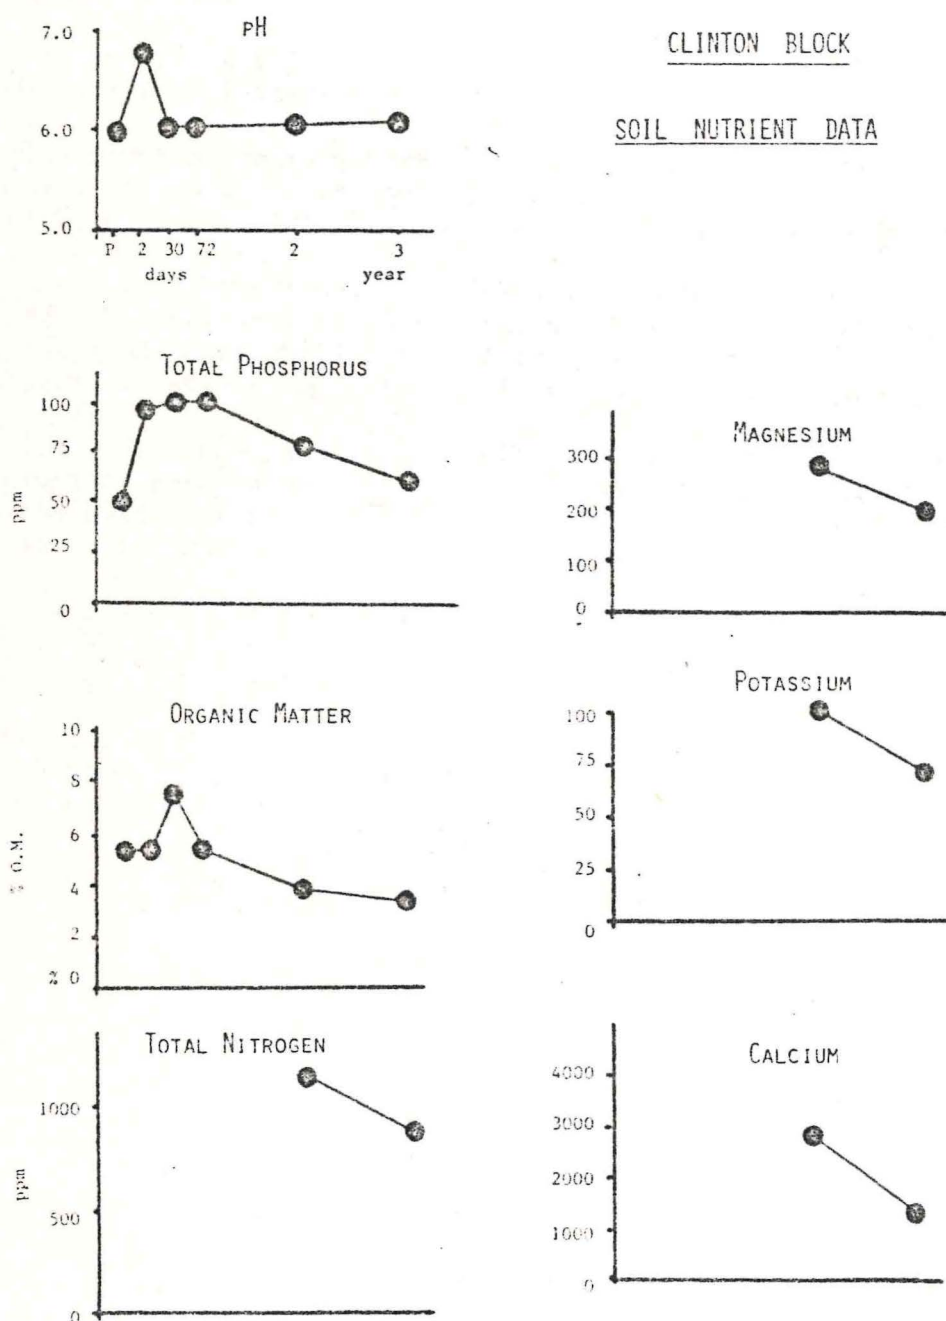 pH
7.0
6.0
5.0
P 2 30 72 2 3
days year
CLINTON BLOCK
SOIL NUTRIENT DATA
TOTAL PHOSPHORUS
100
75
50
25
0
ppm
MAGNESIUM
300
200
100
0
ORGANIC MATTER
10
8
6
4
2
% 0
% O.M.
POTASSIUM
100
75
50
25
0
TOTAL NITROGEN
1000
500
0
ppm
CALCIUM
4000
3000
2000
1000
0